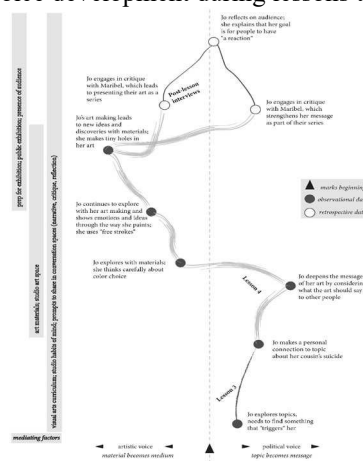 development during lessons
Jo reflects on audience;
she explains that her goal
is for people to have
"a reaction"
Jo engages in critique
with Maribel, which leads
to presenting their art as a
series
Post-lesson
interviews
Jo engages in critique
with Maribel, which
strengthens her message
as part of their series
Jo's art making leads
to new ideas and
discoveries with materials;
she makes tiny holes in
her art
marks beginning
observational da
retrospective dat
Jo continues to explore
with her art making and
shows emotions and ideas
through the way she paints;
she uses "free strokes"
Jo explores with materials;
she thinks carefully about
color choice
Lesson 4
Jo deepens the message
of her art by considering
what the art should say
to other people
Jo makes a personal
connection to topic
about her cousin's suicide
Lesson 3
Jo explores topics,
needs to find something
that "triggers" her
prep for exhibition; public exhibition; presence of audience
art materials; studio art space
visual arts curriculum; studio habits of mind; prompts to share in conversation spaces (narrative, critique, reflection)
mediating factors
artistic voice
material becomes medium
political voice
topic becomes message